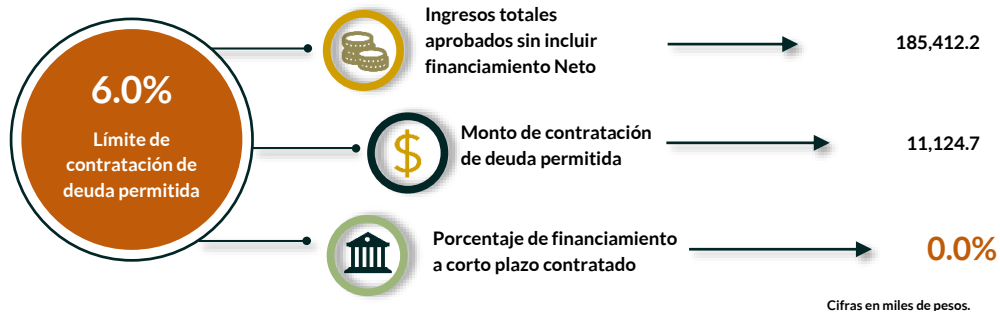 6.0%
Límite de
contratación de
deuda permitida
Ingresos totales
aprobados sin incluir
financiamiento Neto
185,412.2
$
Monto de contratación
de deuda permitida
11,124.7
Porcentaje de financiamiento
a corto plazo contratado
0.0%
Cifras en miles de pesos.